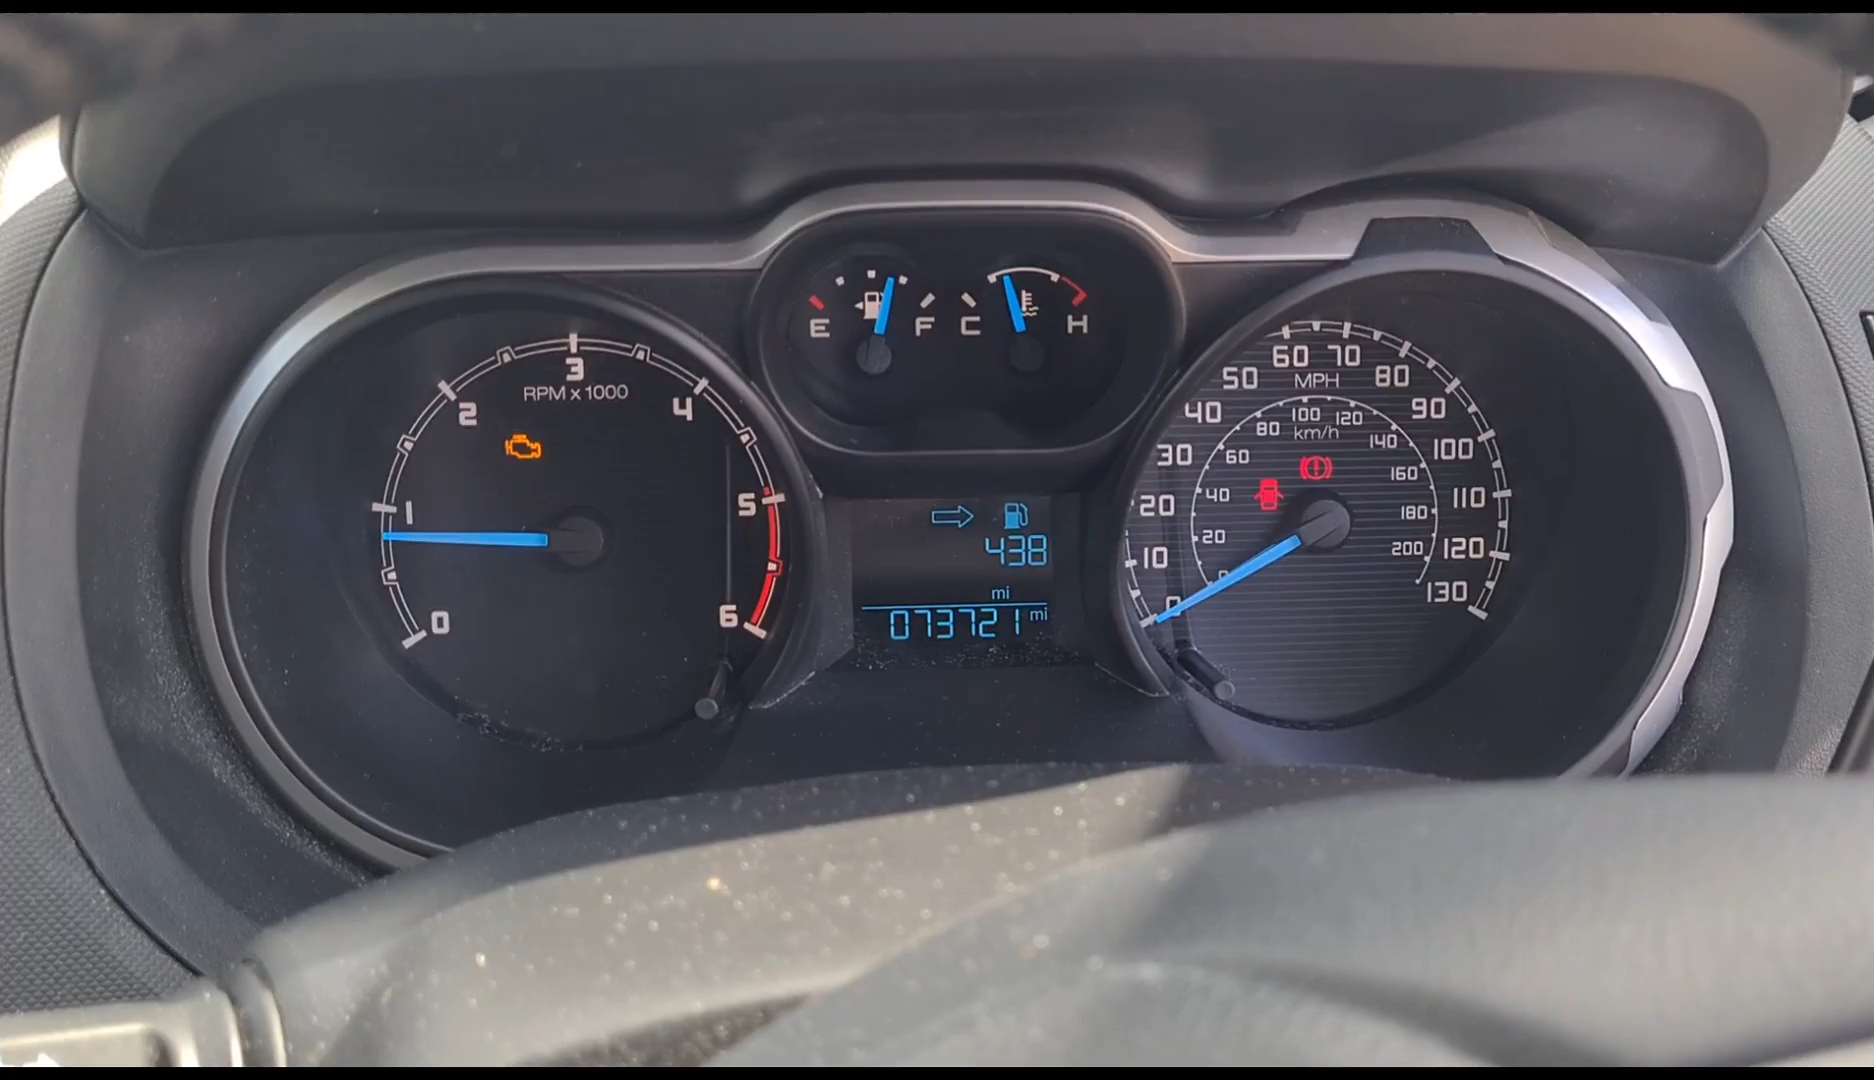 E F C H
0 1 2 3 4 5 6
RPM x 1000
438
mi
073721 mi
0 10 20 30 40 50 60 70 80 90 100 110 120 130
MPH
20 40 60 80 100 120 140 160 180 200
km/h